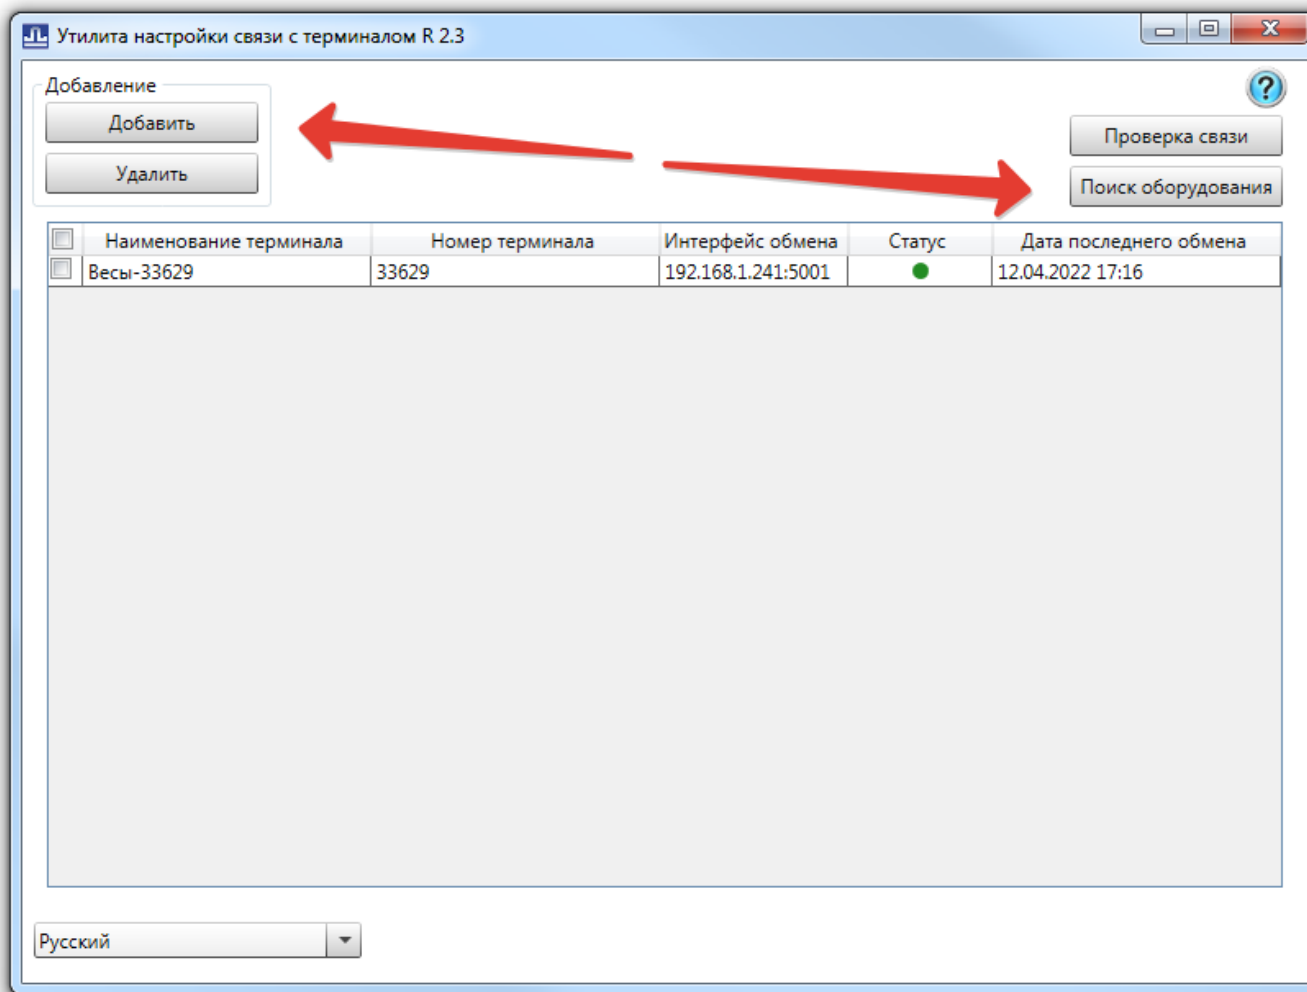 Утилита настройки связи с терминалом R 2.3
Добавление
Добавить
Удалить
?
Проверка связи
Поиск оборудования
Наименование терминала Номер терминала Интерфейс обмена Статус Дата последнего обмена
Весы-33629 33629 192.168.1.241:5001 12.04.2022 17:16
Русский